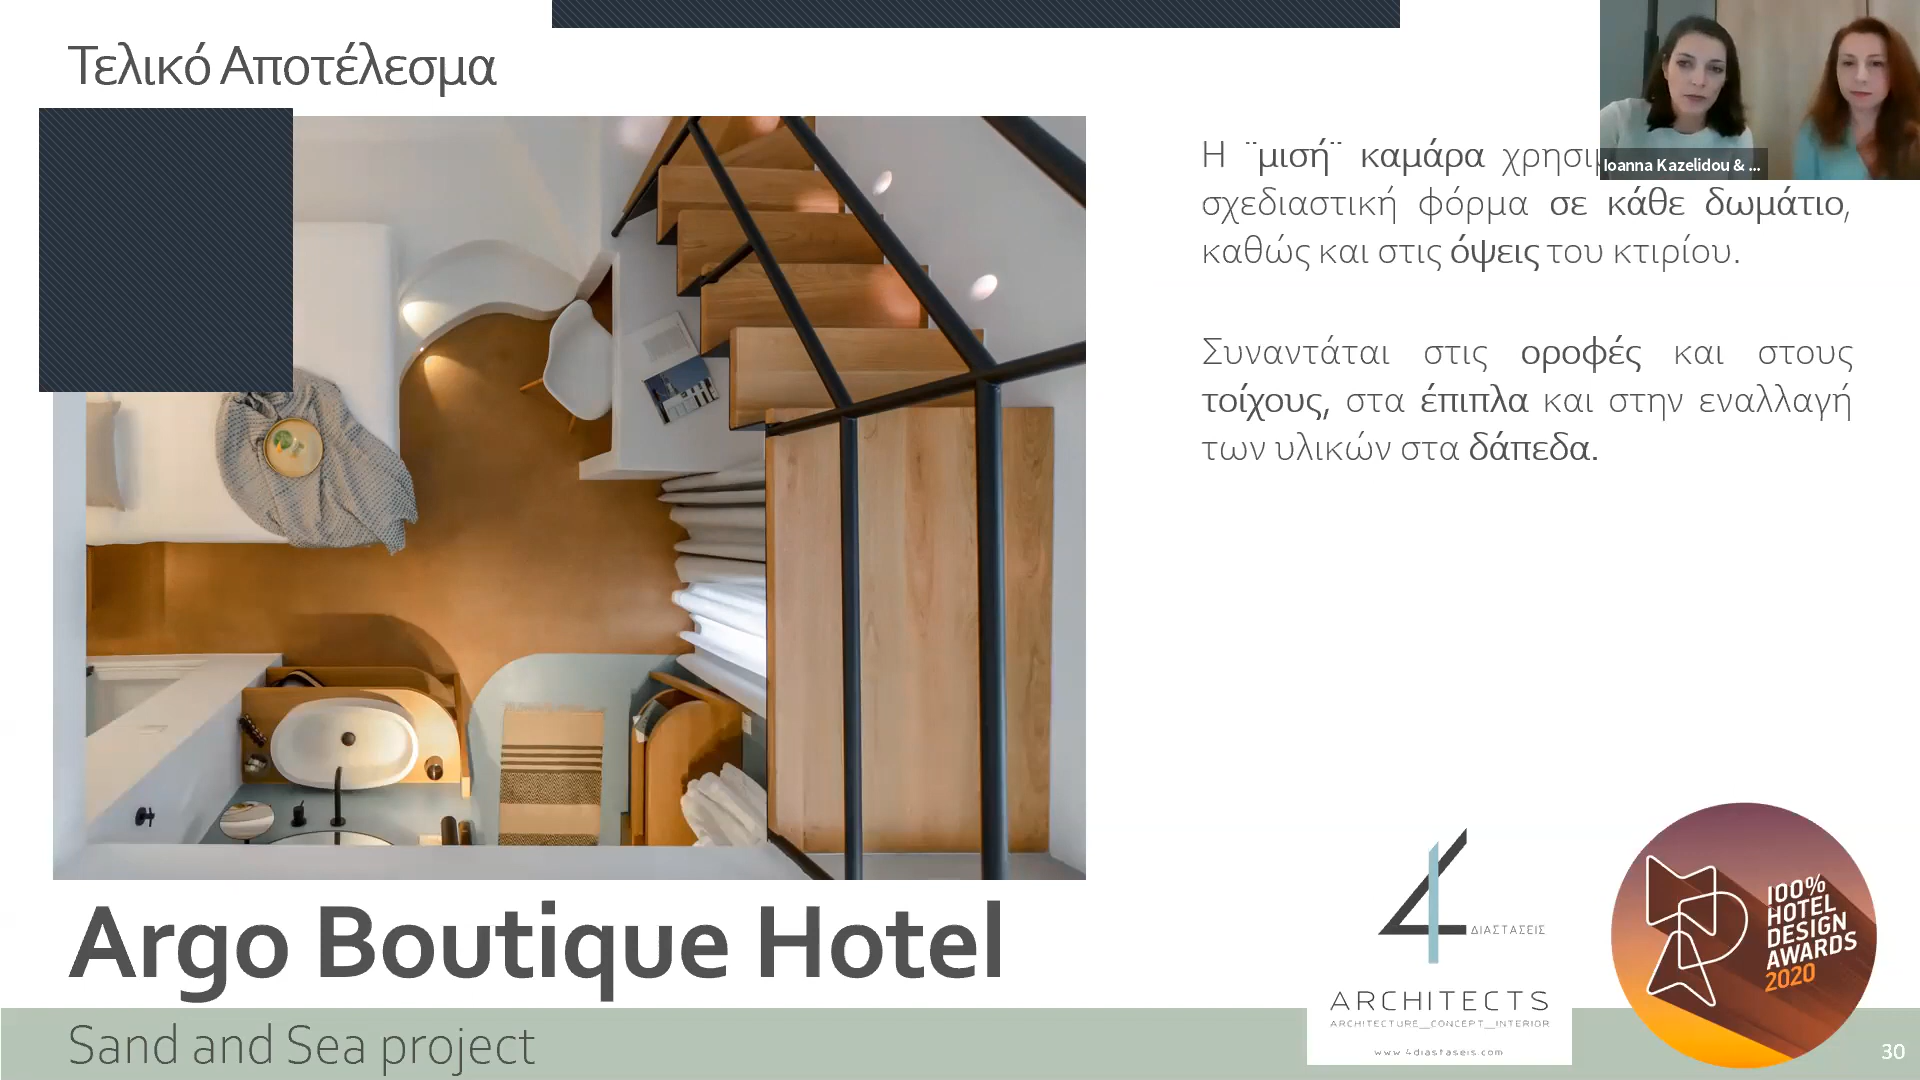 Τελικό Αποτέλεσμα
Η ¨μισή¨ καμάρα
σχεδιαστική φόρμα σε κάθε δωμάτιο,
καθώς και στις όψεις του κτιρίου.
Συναντάται στις οροφές και στους
τοίχους, στα έπιπλα και στην εναλλαγή
των υλικών στα δάπεδα.
Ioanna Kazelidou & ...
Argo Boutique Hotel
Sand and Sea project
4
ΔΙΑΣΤΑΣΕΙΣ
ARCHITECTS
ARCHITECTURE_CONCEPT_INTERIOR
www.4diastaseis.com
100%
HOTEL
DESIGN
AWARDS
2020
30